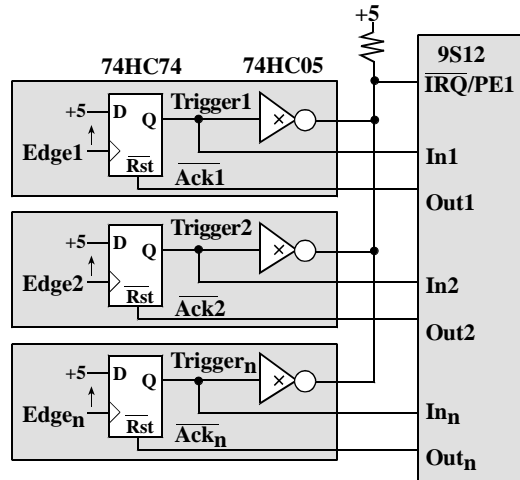 +5
9S12
74HC74 74HC05
IRQ/PE1
+5 D Q Trigger1
Edge1 Rst Ack1 In1
Out1
+5 D Q Trigger2
Edge2 Rst Ack2 In2
Out2
+5 D Q Triggern
Edgen Rst Ackn Inn
Outn